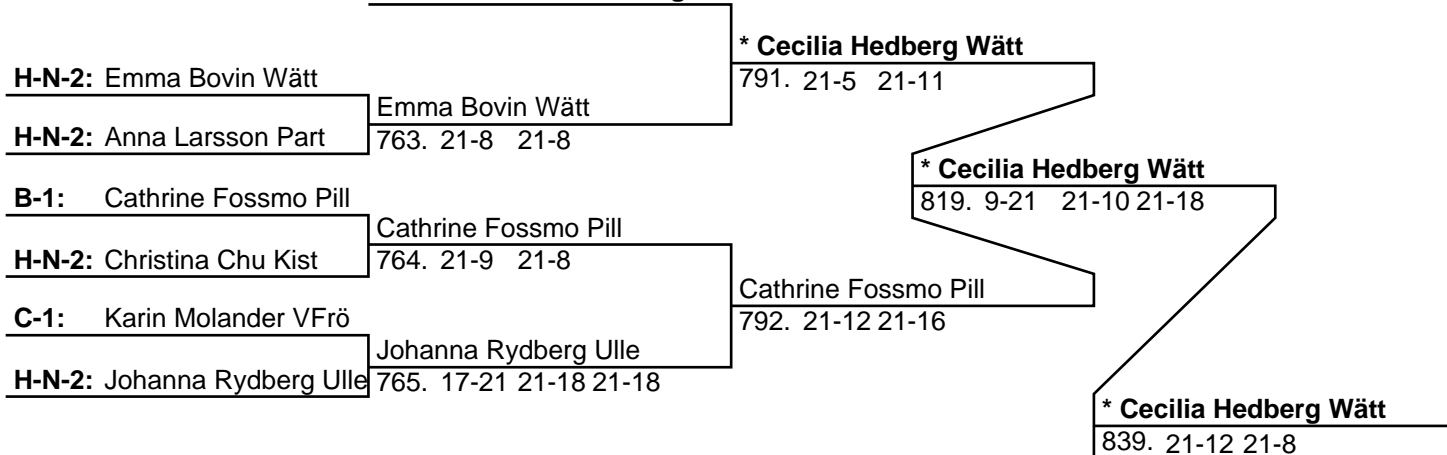 * Cecilia Hedberg Wätt
H-N-2: Emma Bovin Wätt
791. 21-5 21-11
Emma Bovin Wätt
H-N-2: Anna Larsson Part
763. 21-8 21-8
* Cecilia Hedberg Wätt
B-1: Cathrine Fossmo Pill
819. 9-21 21-10 21-18
Cathrine Fossmo Pill
H-N-2: Christina Chu Kist
764. 21-9 21-8
Cathrine Fossmo Pill
C-1: Karin Molander VFrö
792. 21-12 21-16
Johanna Rydberg Ulle
H-N-2: Johanna Rydberg Ulle
765. 17-21 21-18 21-18
* Cecilia Hedberg Wätt
839. 21-12 21-8